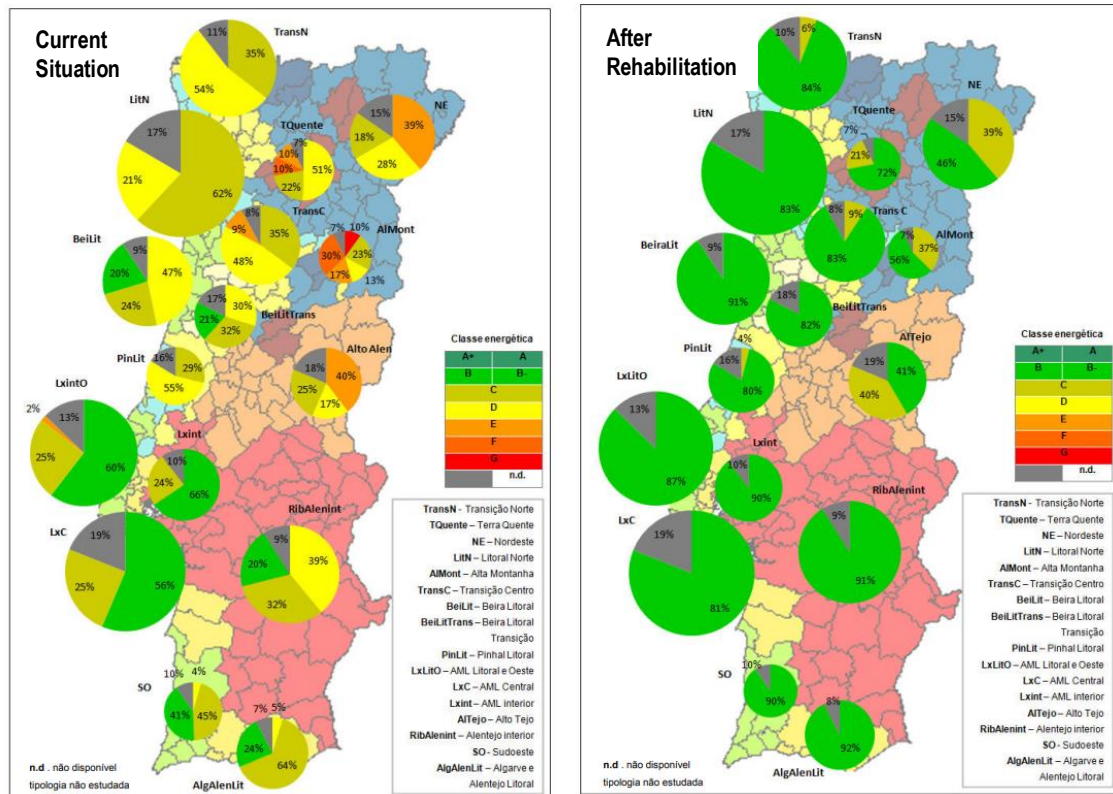 Current
Situation
TransN
11%
35%
54%
LitN
17%
21%
62%
NE
15%
39%
18%
28%
TQuente
7%
10%
10%
51%
22%
TransC
8%
9%
35%
48%
AlMont
7%
10%
30%
23%
17%
13%
BeiLit
9%
20%
47%
24%
BeiLitTrans
17%
30%
21%
32%
PinLit
16%
29%
55%
Alto Alen
18%
40%
25%
17%
LxintO
2%
13%
25%
60%
Lxint
10%
24%
66%
LxC
19%
25%
56%
RibAlenint
9%
20%
39%
32%
SO
10%
4%
41%
45%
AlgAlenLit
7%
5%
24%
64%
Classe energética
A+ A
B B-
C
D
E
F
G
n.d.
TransN - Transição Norte
TQuente – Terra Quente
NE – Nordeste
LitN – Litoral Norte
AlMont – Alta Montanha
TransC – Transição Centro
BeiLit – Beira Litoral
BeiLitTrans – Beira Litoral
Transição
PinLit – Pinhal Litoral
LxLitO – AML Litoral e Oeste
LxC – AML Central
Lxint – AML interior
AlTejo – Alto Tejo
RibAlenint – Alentejo interior
SO - Sudoeste
AlgAlenLit – Algarve e
Alentejo Litoral
n.d . não disponível
tipologia não estudada
After
Rehabilitation
TransN
10%
6%
84%
LitN
17%
83%
NE
15%
39%
46%
TQuente
7%
21%
72%
Trans C
8%
9%
83%
AlMont
7%
37%
56%
BeiraLit
9%
91%
BeiLitTrans
18%
82%
PinLit
4%
16%
80%
AlTejo
19%
41%
40%
LxLitO
13%
87%
Lxint
10%
90%
LxC
19%
81%
RibAlenint
9%
91%
SO
10%
90%
AlgAlenLit
8%
92%
Classe energética
A+ A
B B-
C
D
E
F
G
n.d.
TransN - Transição Norte
TQuente – Terra Quente
NE – Nordeste
LitN – Litoral Norte
AlMont – Alta Montanha
TransC – Transição Centro
BeiLit – Beira Litoral
BeiLitTrans – Beira Litoral
Transição
PinLit – Pinhal Litoral
LxLitO – AML Litoral e Oeste
LxC – AML Central
Lxint – AML interior
AlTejo – Alto Tejo
RibAlenint – Alentejo interior
SO - Sudoeste
AlgAlenLit – Algarve e
Alentejo Litoral
n.d . não disponível
tipologia não estudada